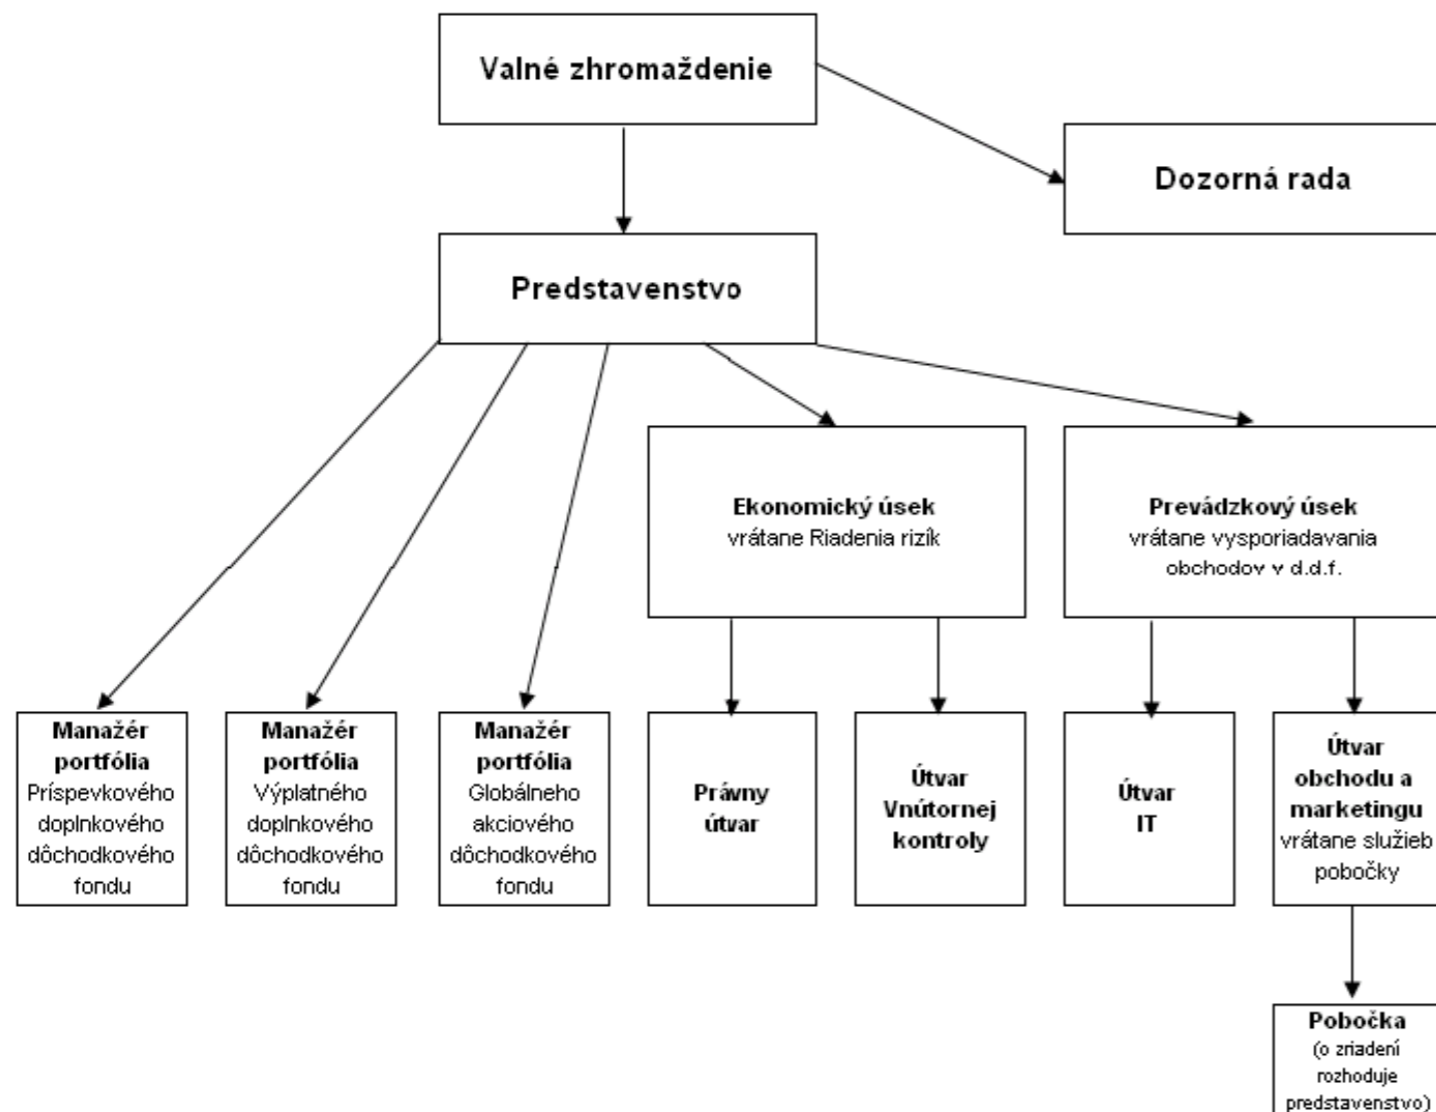 Valné zhromaždenie
Dozorná rada
Predstavenstvo
Ekonomický úsek
vrátane Riadenia rizík
Prevádzkový úsek
vrátane vysporiadavania
obchodov v d.d.f.
Manažér
portfólia
Príspevkového
doplnkového
dôchodkového
fondu
Manažér
portfólia
Výplatného
doplnkového
dôchodkového
fondu
Manažér
portfólia
Globálneho
akciového
dôchodkového
fondu
Právny
útvar
Útvar
Vnútornej
kontroly
Útvar
IT
Útvar
obchodu a
marketingu
vrátane služieb
pobočky
Pobočka
(o zriadení
rozhoduje
predstavenstvo)